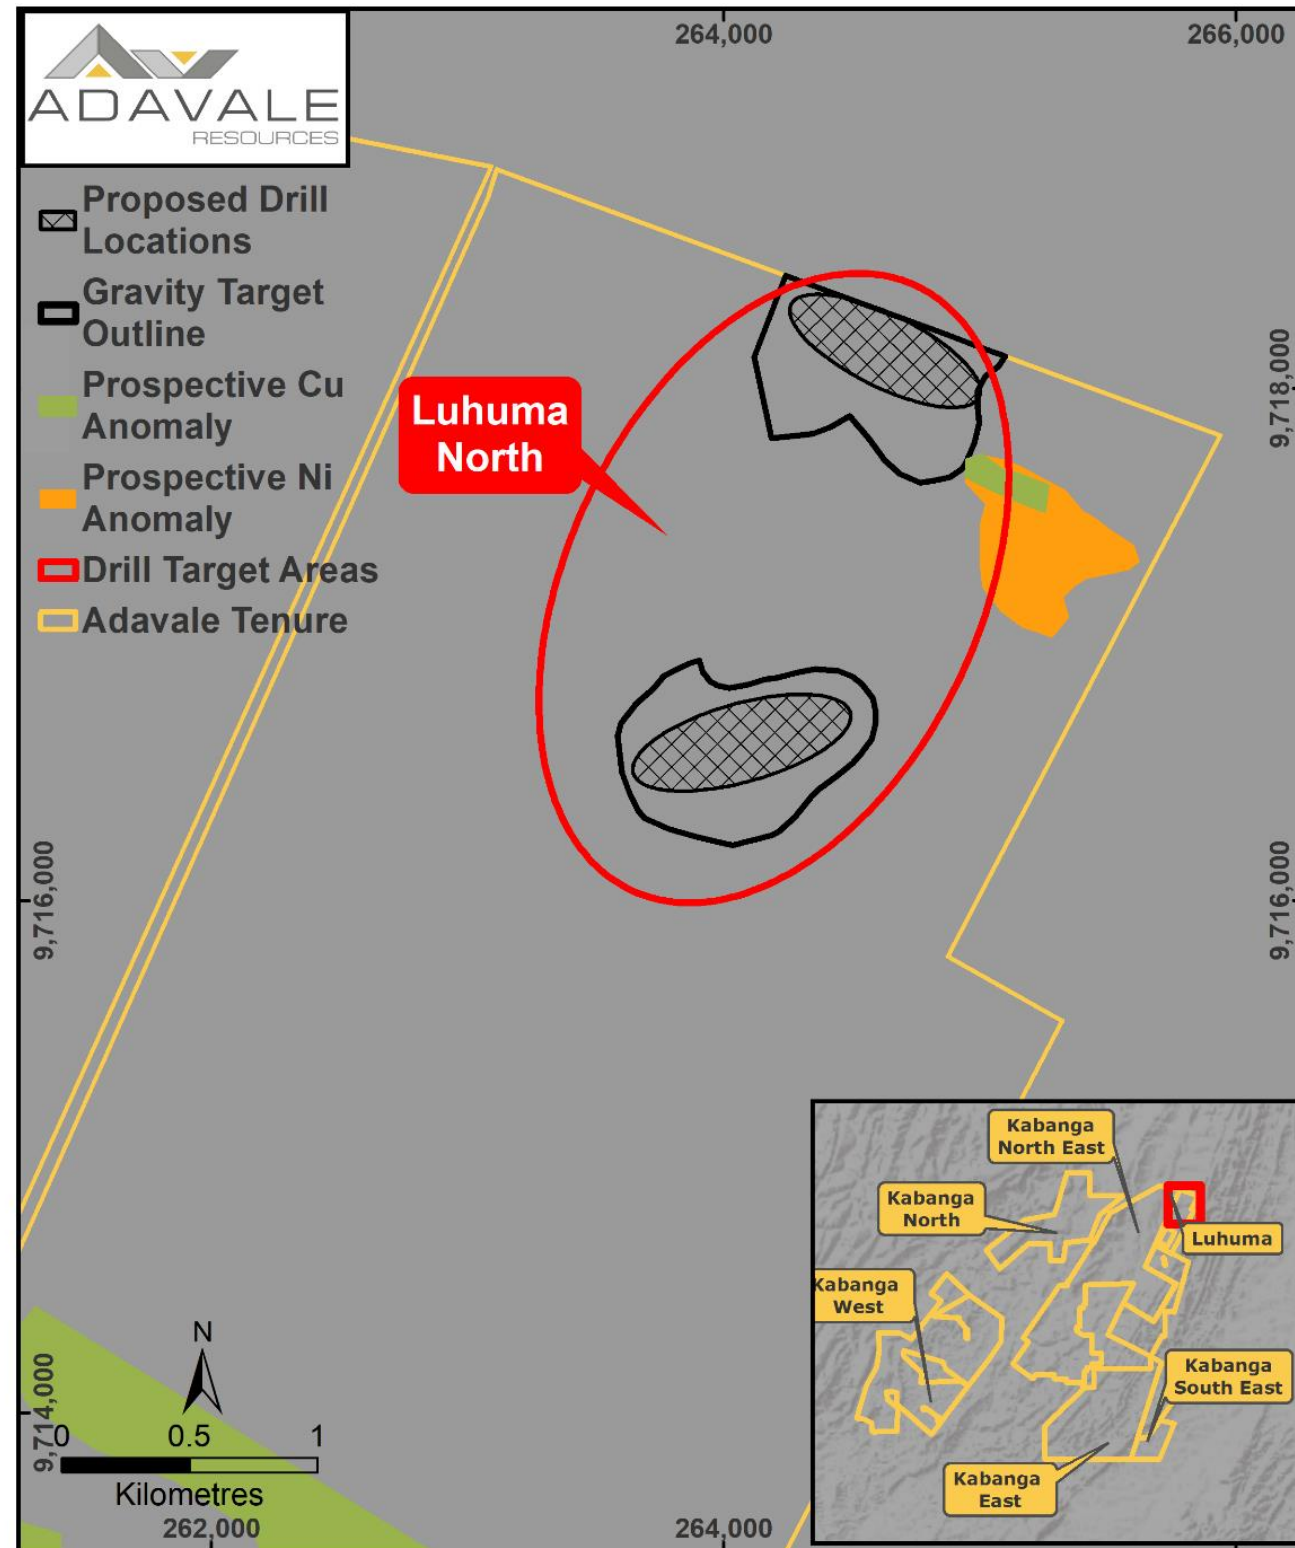 264,000
266,000
ADAVALE
RESOURCES
Proposed Drill
Locations
Gravity Target
Outline
Prospective Cu
Anomaly
Prospective Ni
Anomaly
Drill Target Areas
Adavale Tenure
Luhuma
North
9,718,000
9,716,000
9,716,000
9,714,000
N
0 0.5 1
Kilometres
262,000
264,000
Kabanga
North East
Kabanga
North
Luhuma
Kabanga
West
Kabanga
South East
Kabanga
East